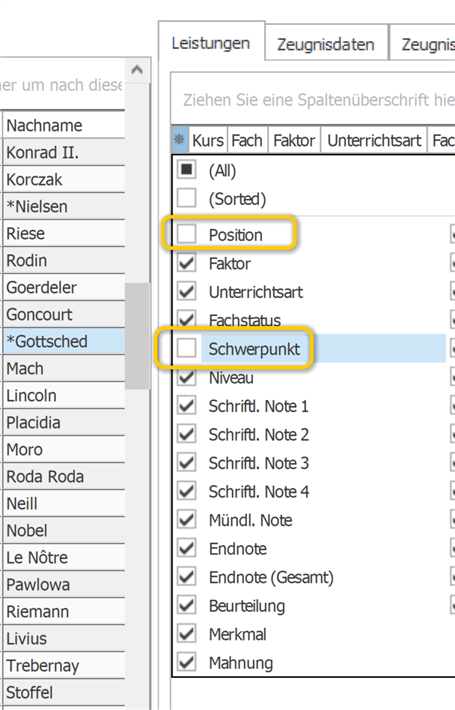 Leistungen Zeugnisdaten Zeugnis
er um nach diese
Ziehen Sie eine Spaltenüberschrift hie
Nachname
Konrad II.
Korczak
*Nielsen
Riese
Rodin
Goerdeler
Goncourt
*Gottsched
Mach
Lincoln
Placidia
Moro
Roda Roda
Neill
Nobel
Le Nôtre
Pawlowa
Riemann
Livius
Trebernay
Stoffel
Kurs Fach Faktor Unterrichtsart Fac
(All)
(Sorted)
Position
Faktor
Unterrichtsart
Fachstatus
Schwerpunkt
Niveau
Schriftl. Note 1
Schriftl. Note 2
Schriftl. Note 3
Schriftl. Note 4
Mündl. Note
Endnote
Endnote (Gesamt)
Beurteilung
Merkmal
Mahnung